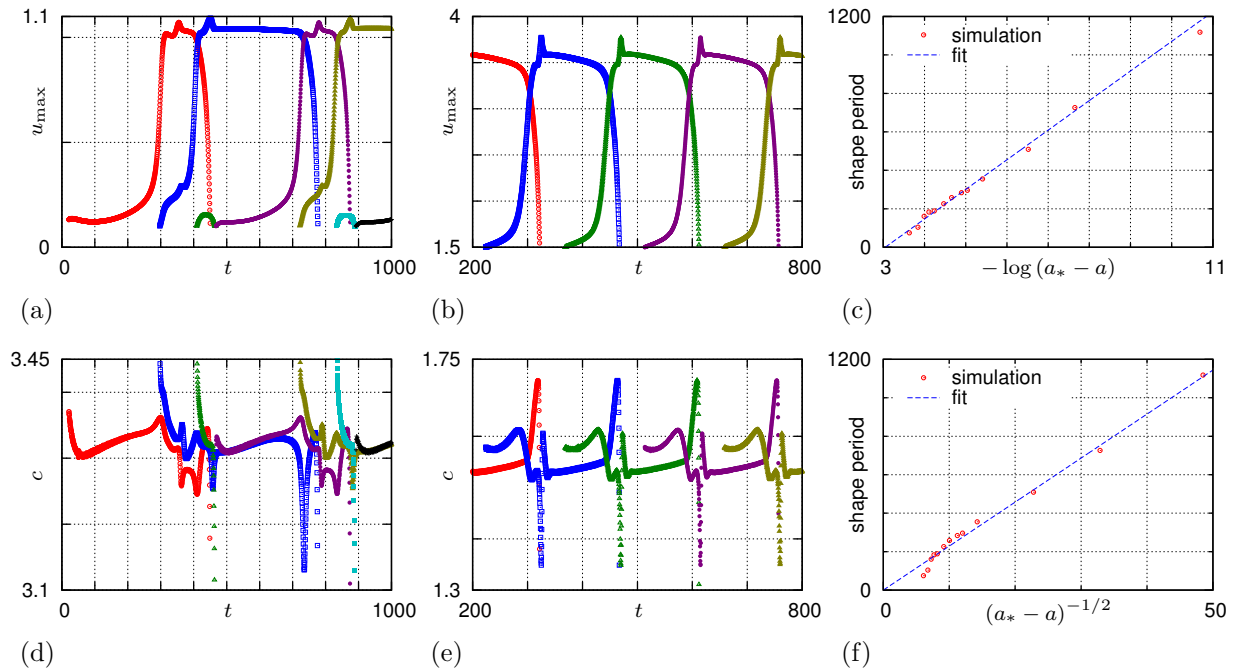 1.1
u_max
0
0
t
1000
(a)
4
u_max
1.5
200
t
800
(b)
1200
simulation
fit
shape period
0
3
− log (a_* − a)
11
(c)
3.45
c
3.1
0
t
1000
(d)
1.75
c
1.3
200
t
800
(e)
1200
simulation
fit
shape period
0
0
(a_* − a)^{−1/2}
50
(f)